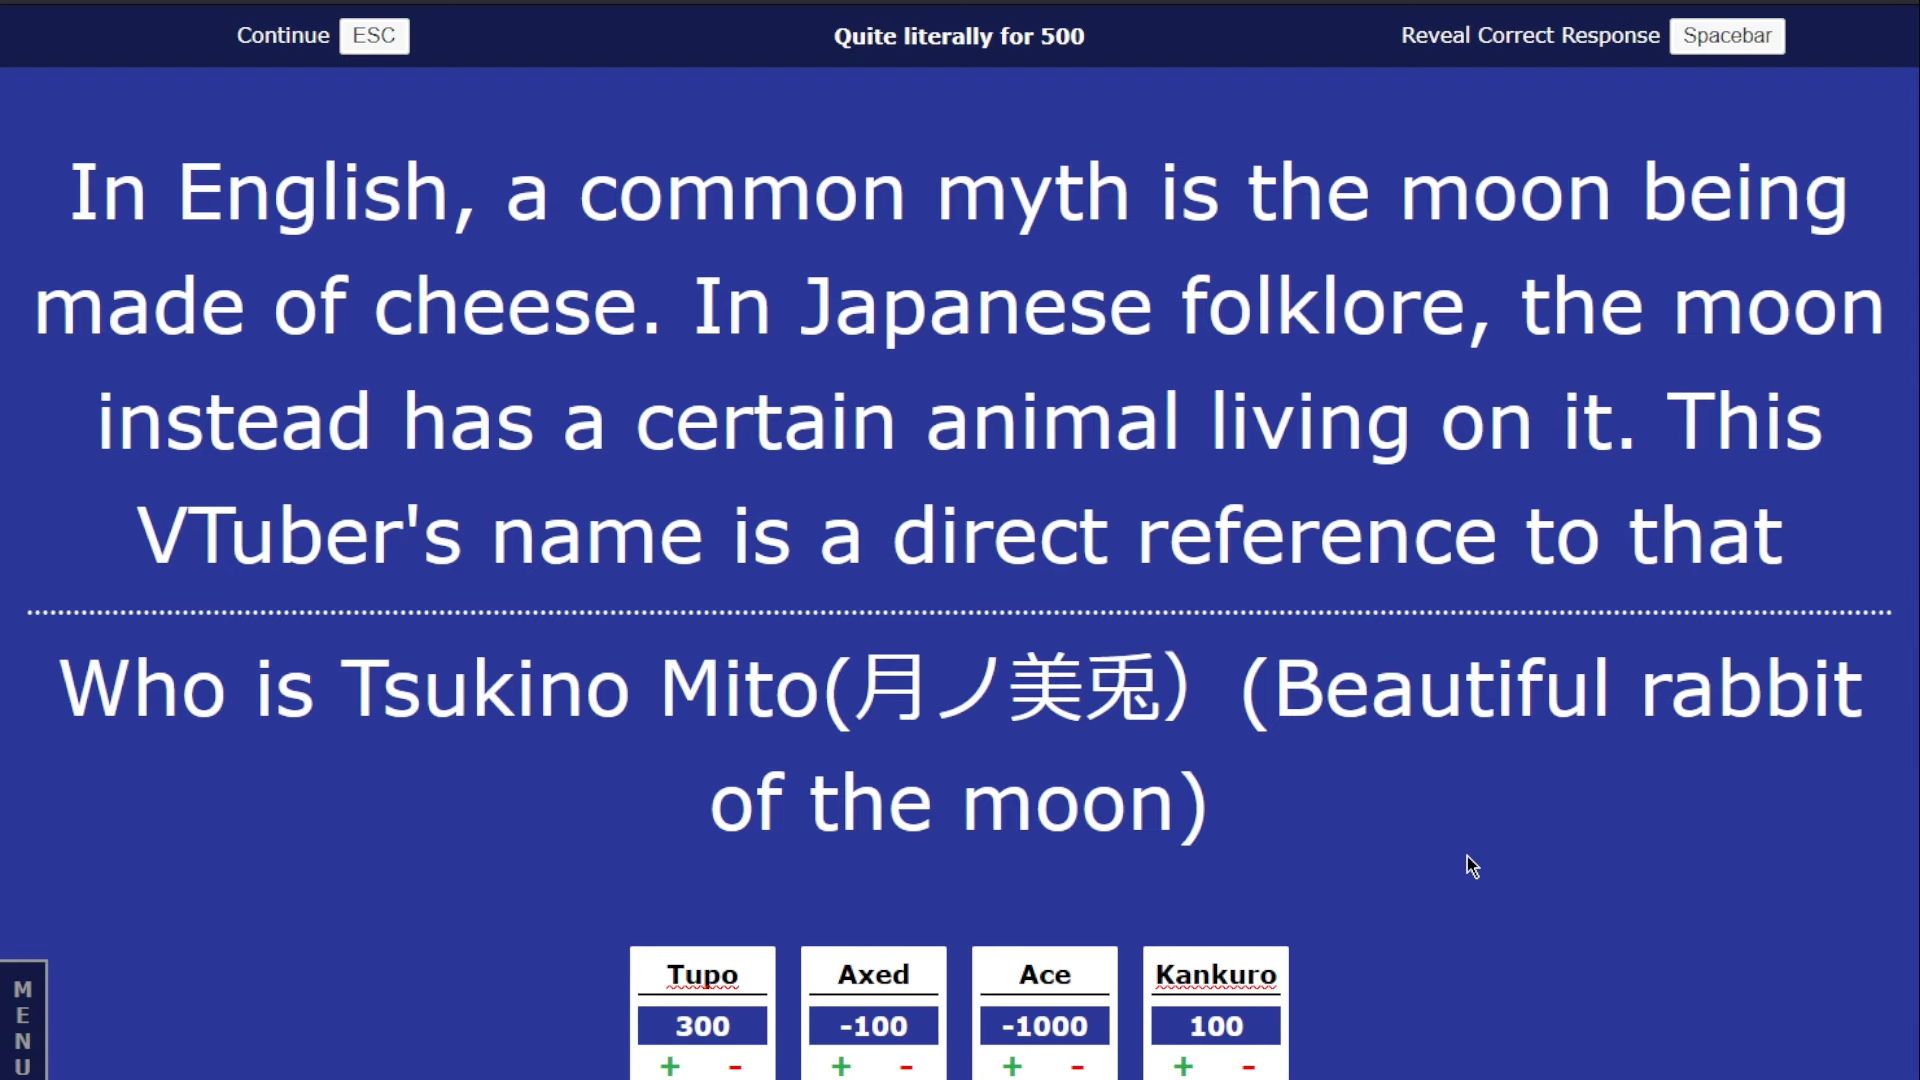 Continue ESC Quite literally for 500 Reveal Correct Response Spacebar
In English, a common myth is the moon being
made of cheese. In Japanese folklore, the moon
instead has a certain animal living on it. This
VTuber's name is a direct reference to that
Who is Tsukino Mito(月ノ美兎）(Beautiful rabbit
of the moon)
Tupo Axed Ace Kankuro
300 -100 -1000 100
+ - + - + - + -
MENU